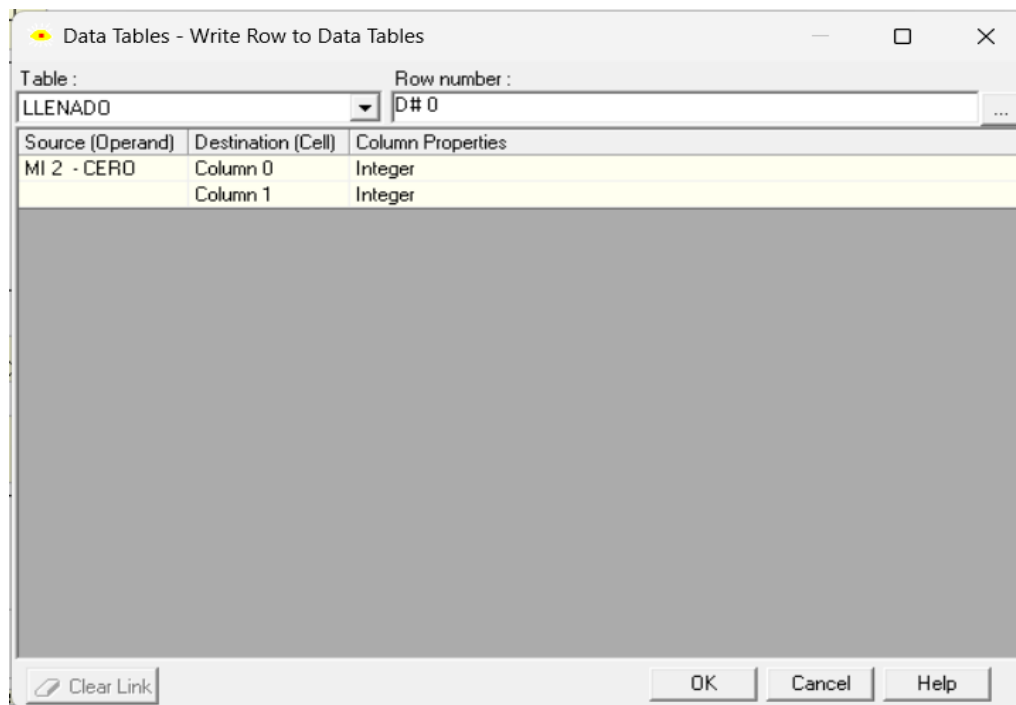 Data Tables - Write Row to Data Tables
Table : Row number :
LLENADO D# 0 ...
Source (Operand) Destination (Cell) Column Properties
MI 2 - CERO Column 0 Integer
Column 1 Integer
Clear Link OK Cancel Help